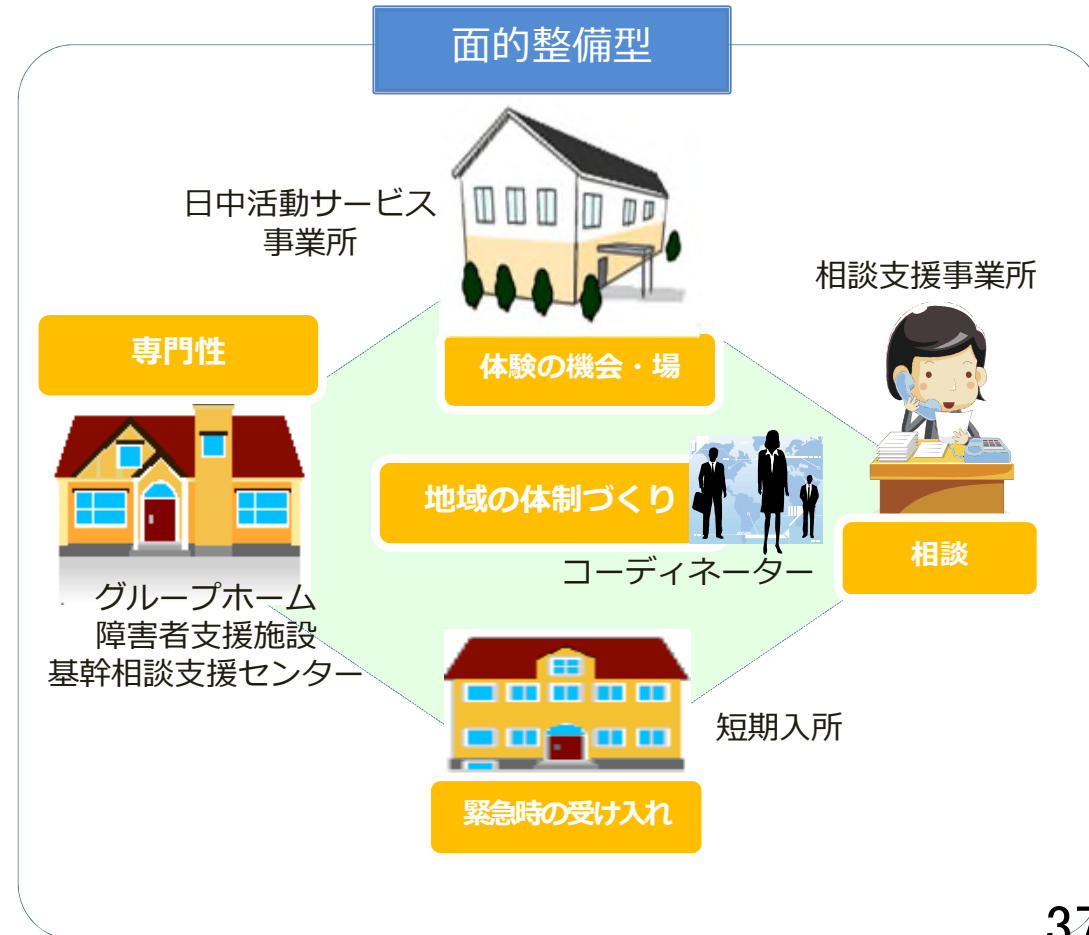 面的整備型
日中活動サービス
事業所
相談支援事業所
専門性
体験の機会・場
地域の体制づくり
コーディネーター
相談
グループホーム
障害者支援施設
基幹相談支援センター
短期入所
緊急時の受け入れ
37